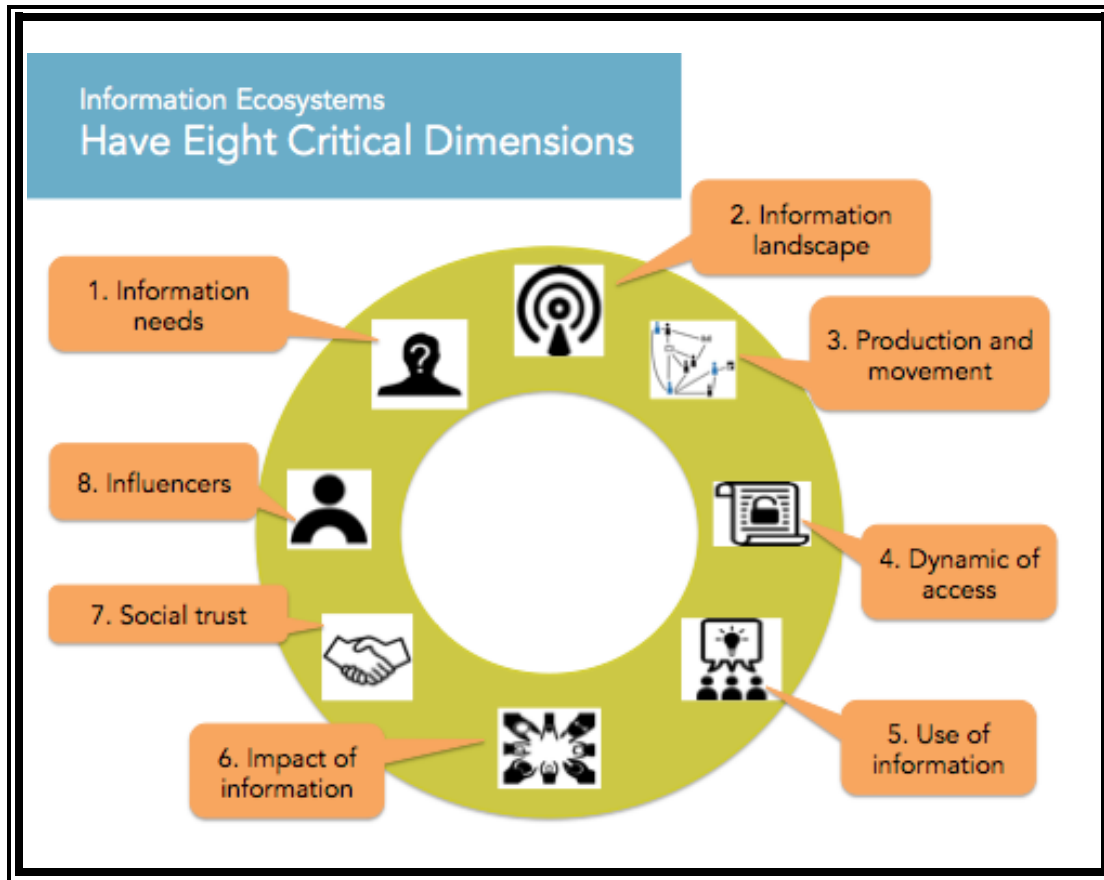 Information Ecosystems
Have Eight Critical Dimensions
1. Information
needs
2. Information
landscape
3. Production and
movement
4. Dynamic of
access
5. Use of
information
6. Impact of
information
7. Social trust
8. Influencers
?